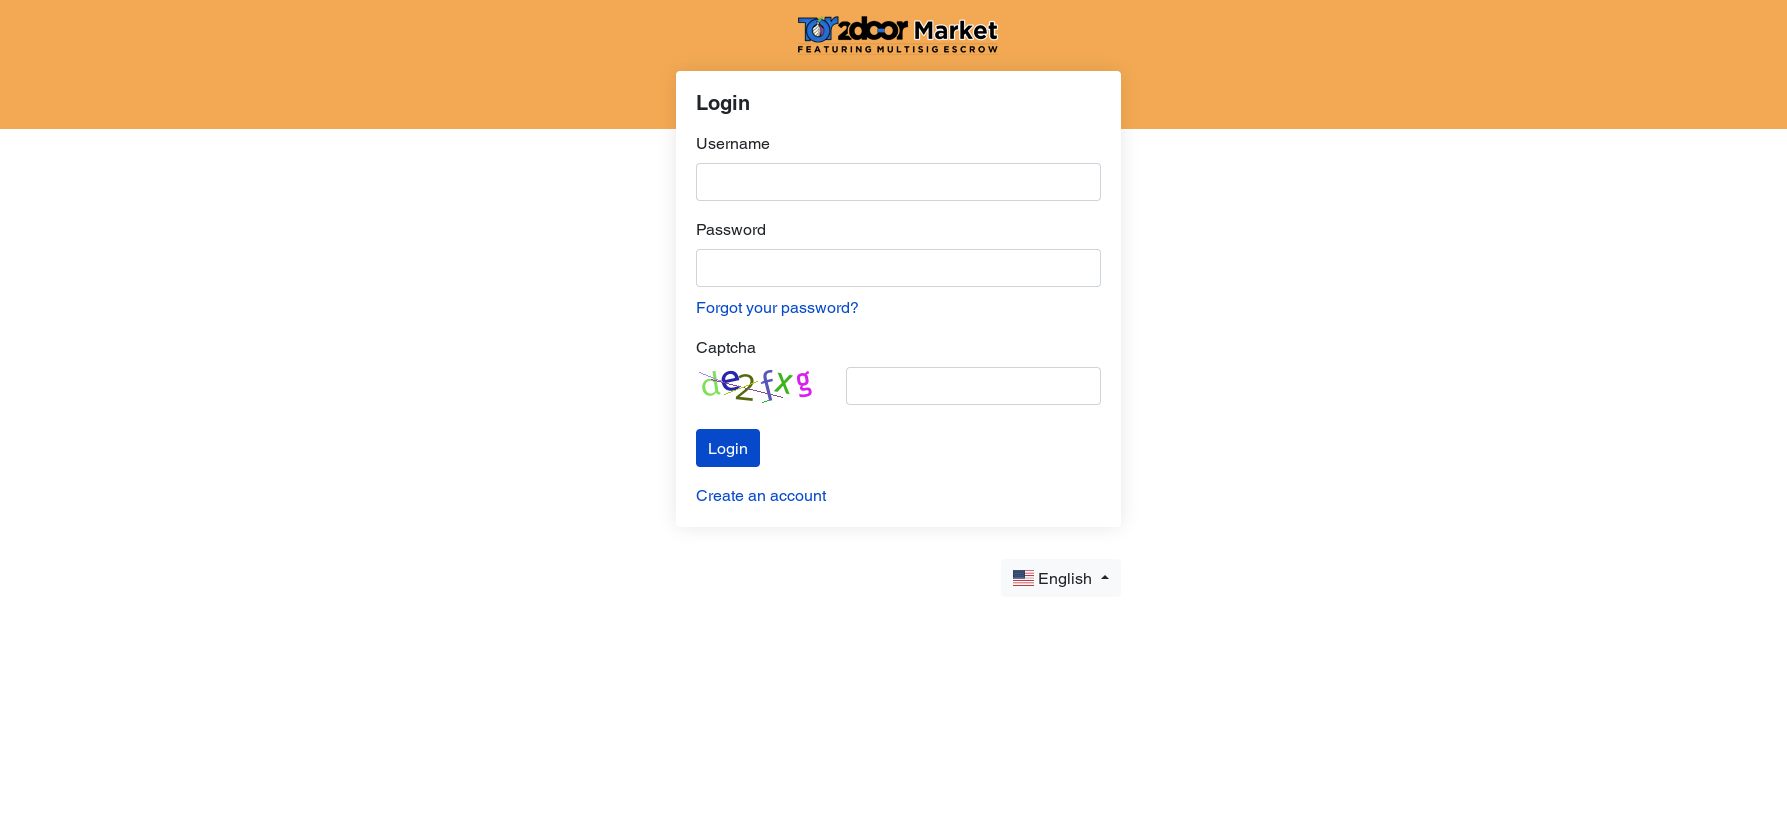 Tor2door Market
FEATURING MULTISIG ESCROW
Login
Username
Password
Forgot your password?
Captcha
de2fxg
Login
Create an account
English